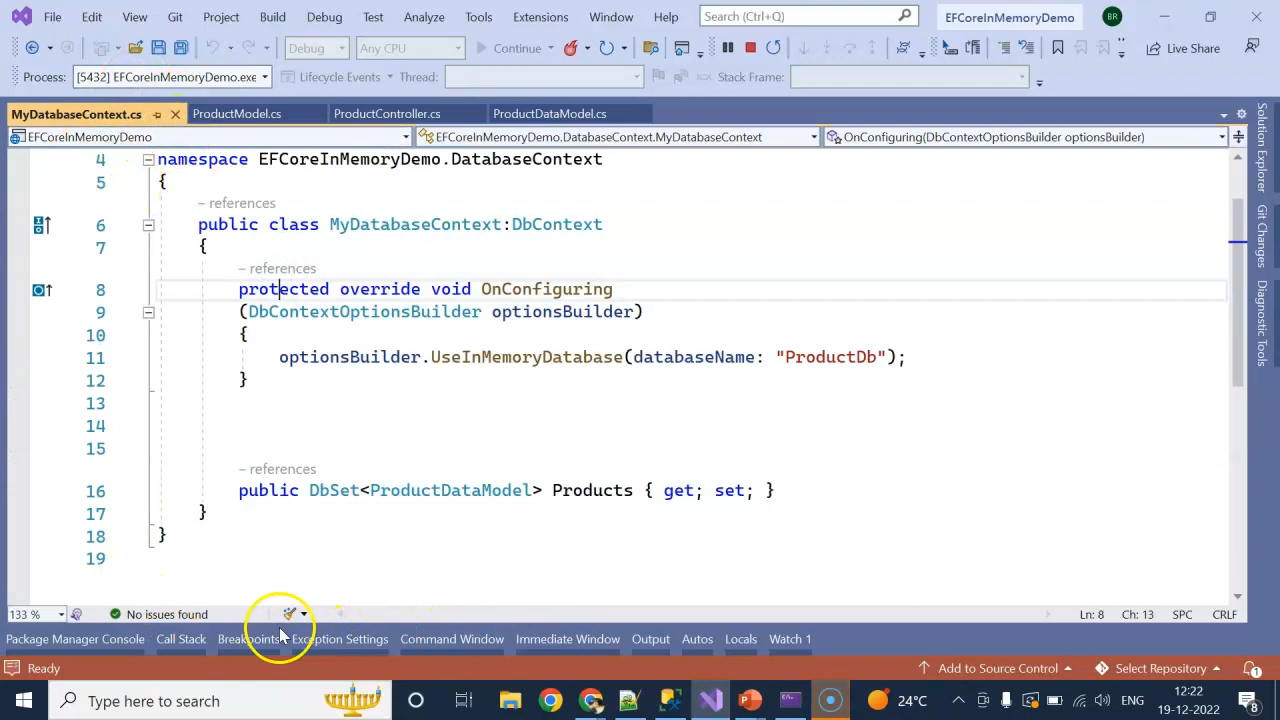 File Edit View Git Project Build Debug Test Analyze Tools Extensions Window Help Search (Ctrl+Q) EFCoreInMemoryDemo BR
Debug Any CPU Continue Live Share
Process: [5432] EFCoreInMemoryDemo.exe Lifecycle Events Thread: Stack Frame:
MyDatabaseContext.cs ProductModel.cs ProductController.cs ProductDataModel.cs
EFCoreInMemoryDemo EFCoreInMemoryDemo.DatabaseContext.MyDatabaseContext OnConfiguring(DbContextOptionsBuilder optionsBuilder)
4 namespace EFCoreInMemoryDemo.DatabaseContext
5 {
– references
6 public class MyDatabaseContext:DbContext
7 {
– references
8 protected override void OnConfiguring
9 (DbContextOptionsBuilder optionsBuilder)
10 {
11 optionsBuilder.UseInMemoryDatabase(databaseName: "ProductDb");
12 }
13
14
15
– references
16 public DbSet<ProductDataModel> Products { get; set; }
17 }
18 }
19
Solution Explorer
Git Changes
Diagnostic Tools
133 % No issues found Ln: 8 Ch: 13 SPC CRLF
Package Manager Console Call Stack Breakpoints Exception Settings Command Window Immediate Window Output Autos Locals Watch 1
Ready Add to Source Control Select Repository 1
Type here to search 24°C ENG 12:22 19-12-2022 8